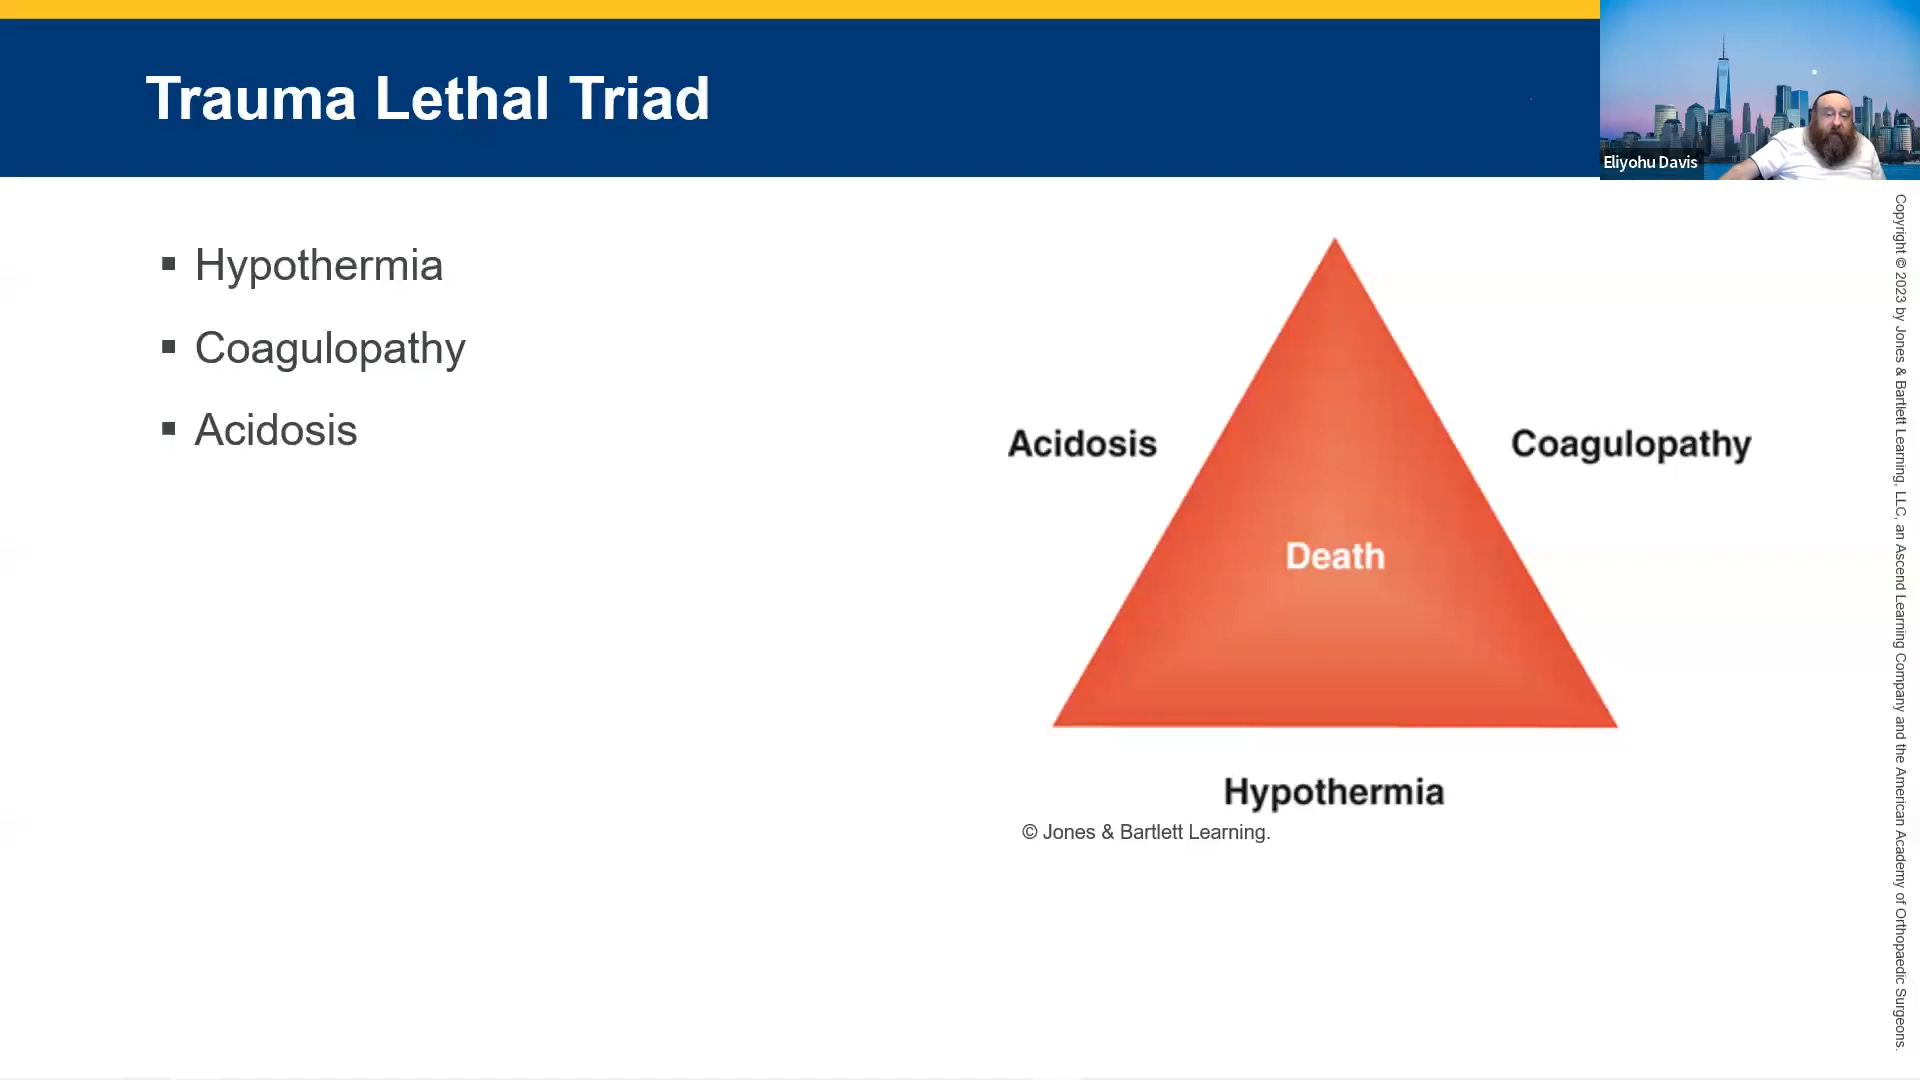 Trauma Lethal Triad
Eliyohu Davis
▪ Hypothermia
▪ Coagulopathy
▪ Acidosis
Acidosis
Coagulopathy
Death
Hypothermia
© Jones & Bartlett Learning.
Copyright © 2023 by Jones & Bartlett Learning, LLC, an Ascend Learning Company and the American Academy of Orthopaedic Surgeons.